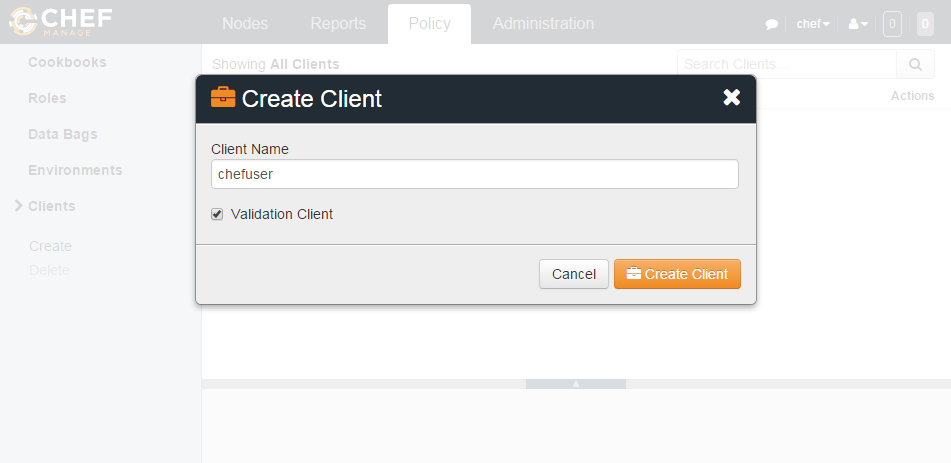 CHEF
MANAGE
Nodes Reports Policy Administration chef 0 0
Cookbooks
Roles
Data Bags
Environments
Clients
Create
Delete
Showing All Clients
Search Clients...
Actions
Create Client
Client Name
chefuser
Validation Client
Cancel Create Client